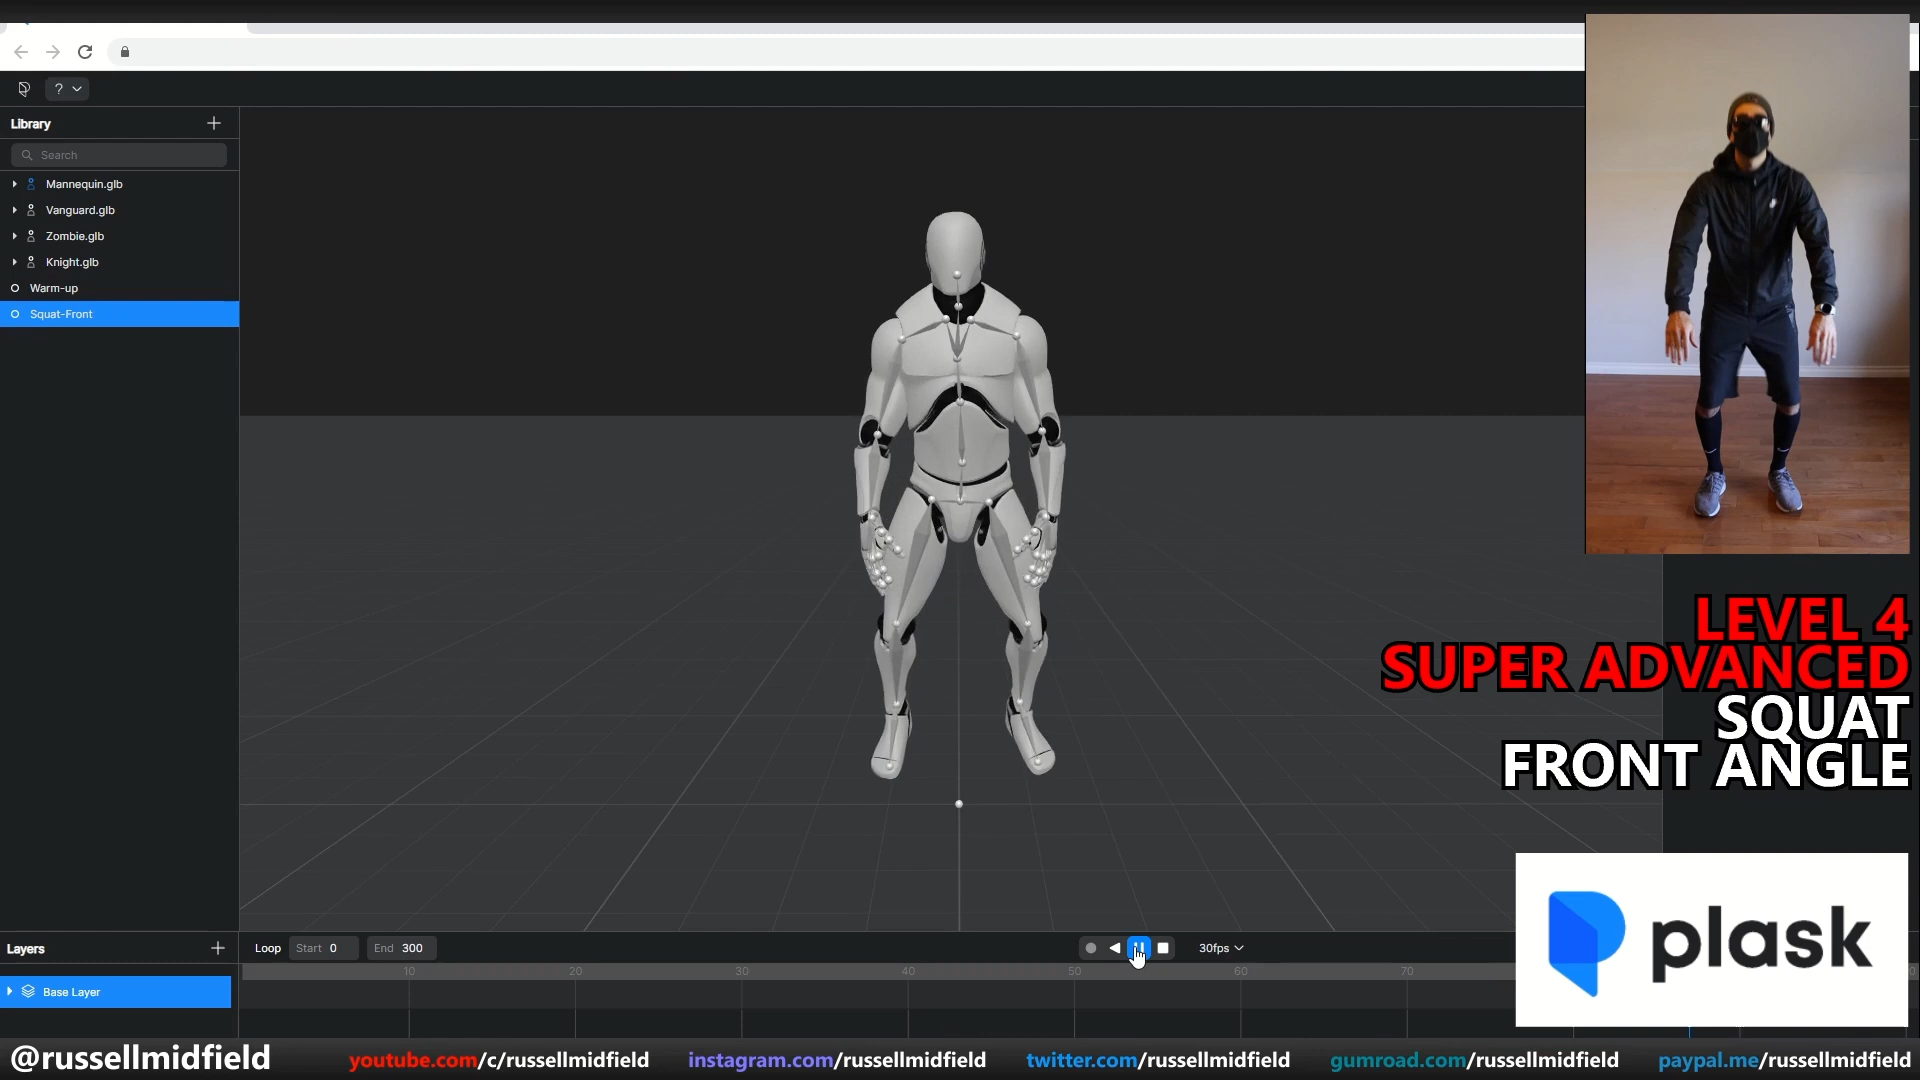 ?
Library
Search
Mannequin.glb
Vanguard.glb
Zombie.glb
Knight.glb
Warm-up
Squat-Front
LEVEL 4
SUPER ADVANCED
SQUAT
FRONT ANGLE
plask
Layers
Loop Start 0 End 300 30fps
10 20 30 40 50 60 70
Base Layer
@russellmidfield youtube.com/c/russellmidfield instagram.com/russellmidfield twitter.com/russellmidfield gumroad.com/russellmidfield paypal.me/russellmidfield